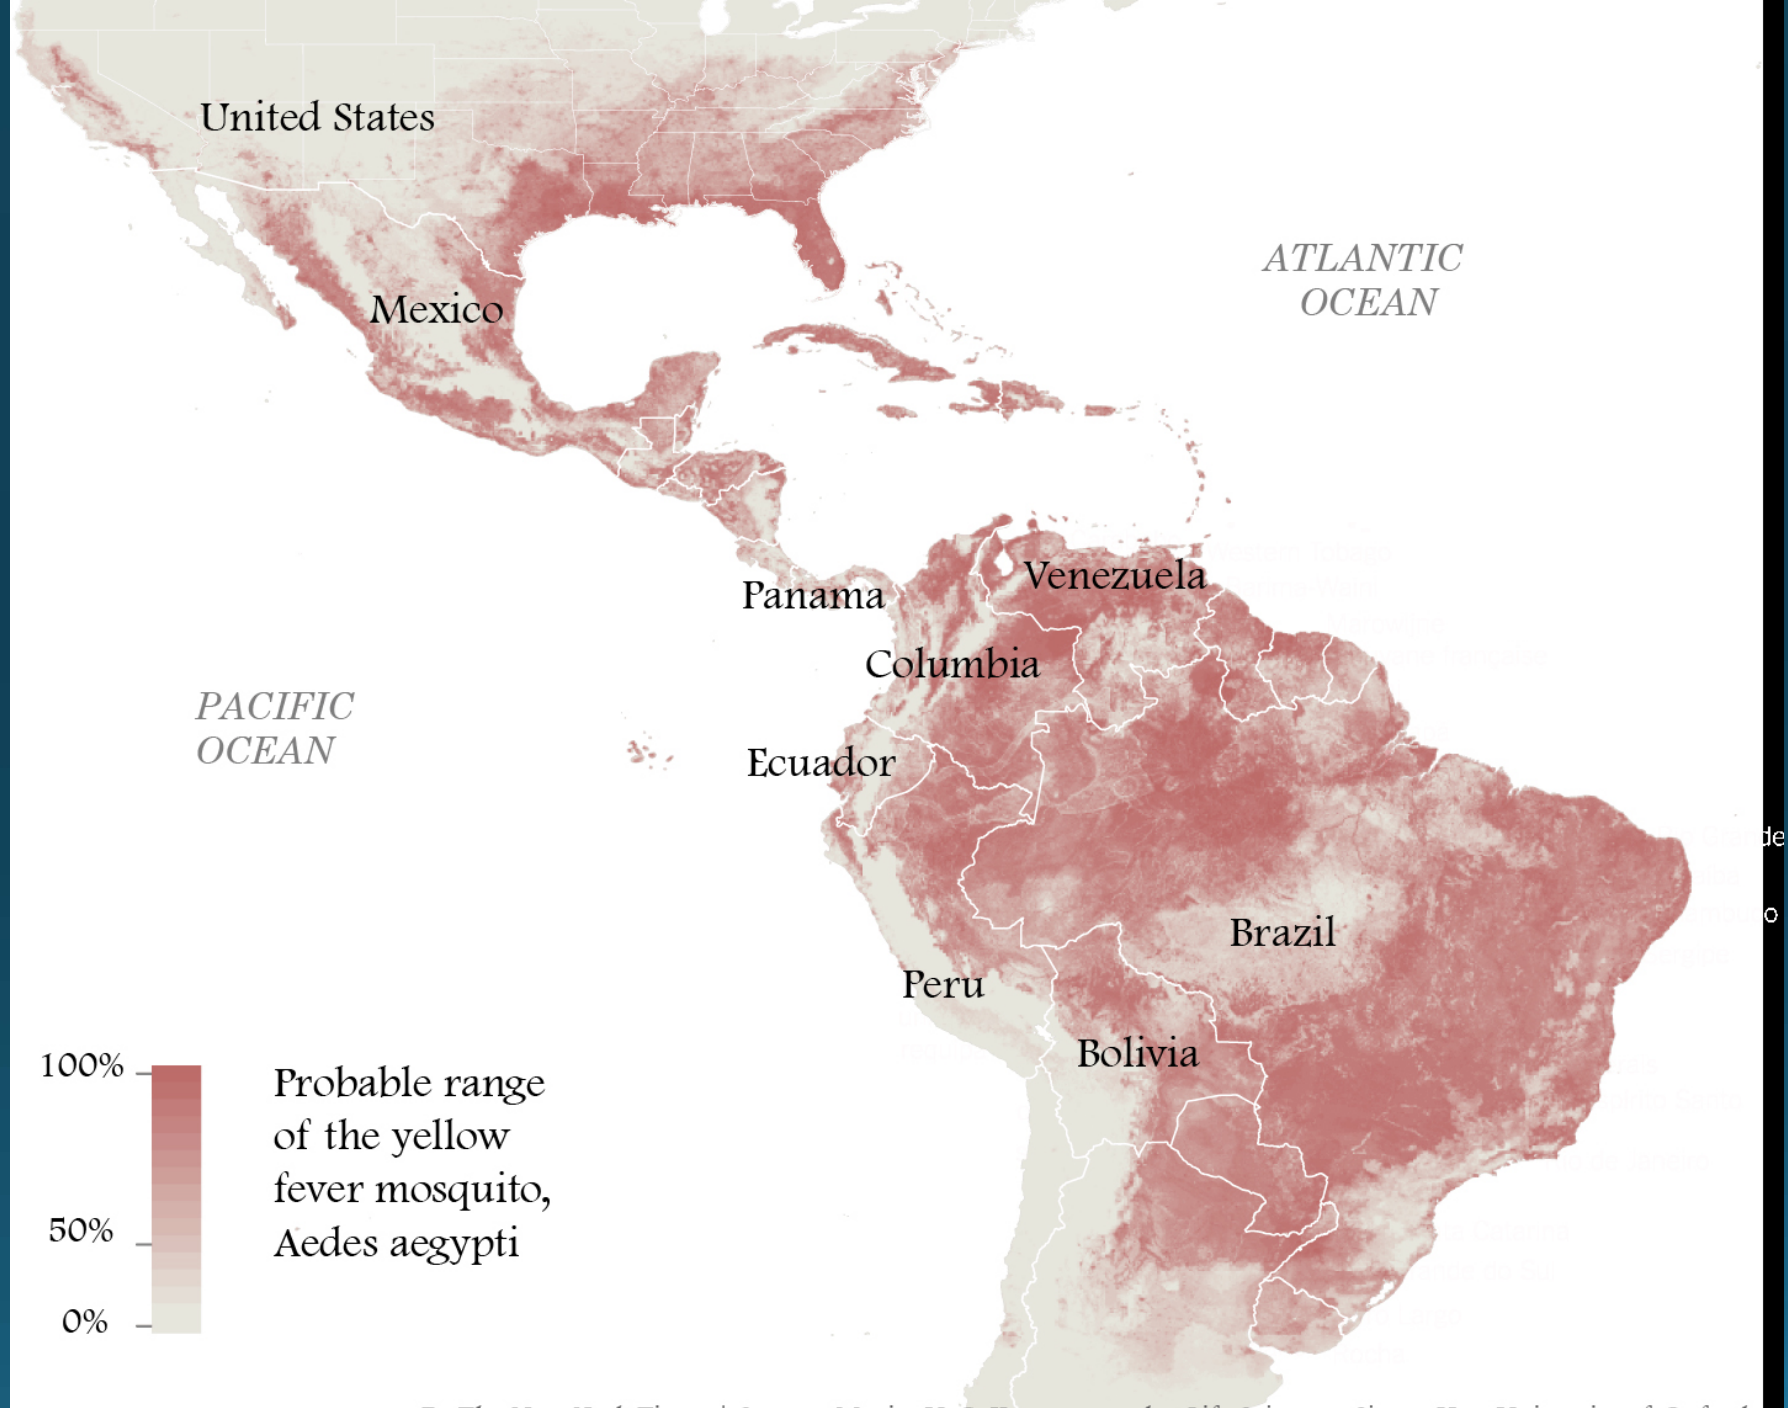 United States
ATLANTIC
OCEAN
Mexico
Venezuela
Panama
Columbia
PACIFIC
OCEAN
Ecuador
Brazil
Peru
Bolivia
100%
50%
0%
Probable range
of the yellow
fever mosquito,
Aedes aegypti